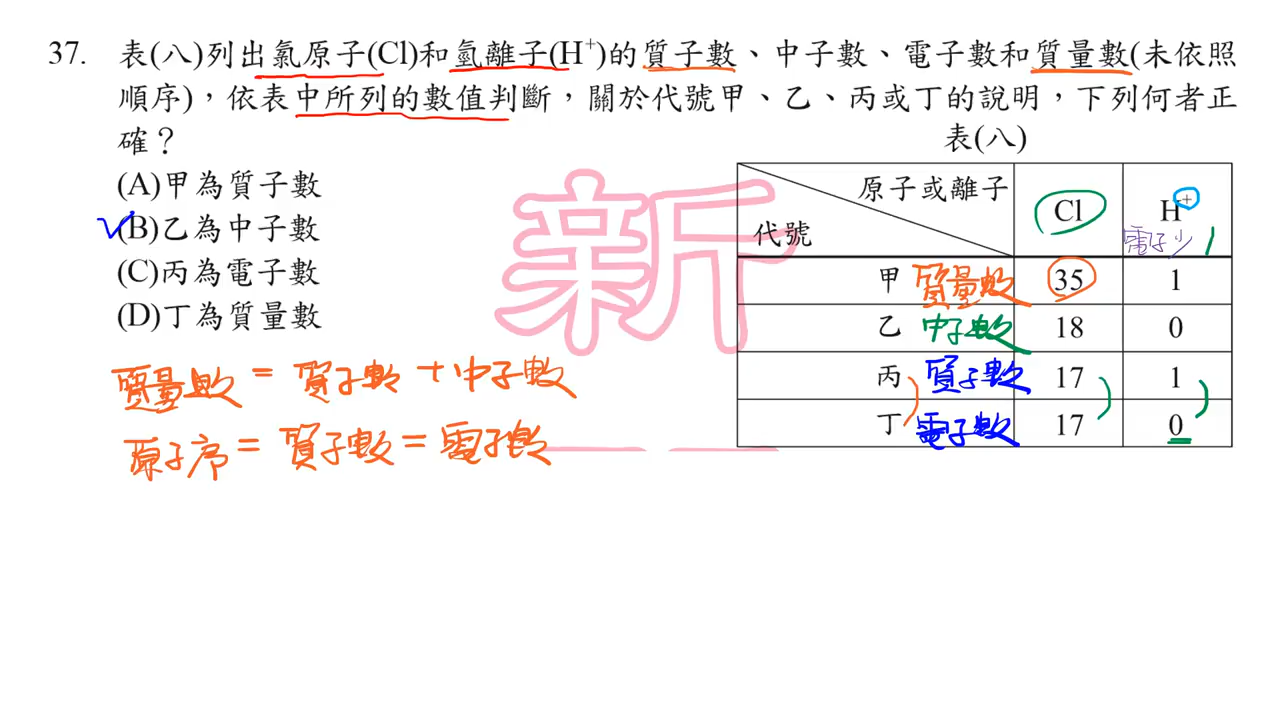 37. 表(八)列出氯原子(Cl)和氫離子(H⁺)的質子數、中子數、電子數和質量數(未依照
順序)，依表中所列的數值判斷，關於代號甲、乙、丙或丁的說明，下列何者正
確？
(A)甲為質子數
(B)乙為中子數
(C)丙為電子數
(D)丁為質量數
質量數 = 質子數 + 中子數
原子序 = 質子數 = 電子數
表(八)
原子或離子 Cl H⁺
代號 電子少1
甲 質量數 35 1
乙 中子數 18 0
丙 質子數 17 1
丁 電子數 17 0
新